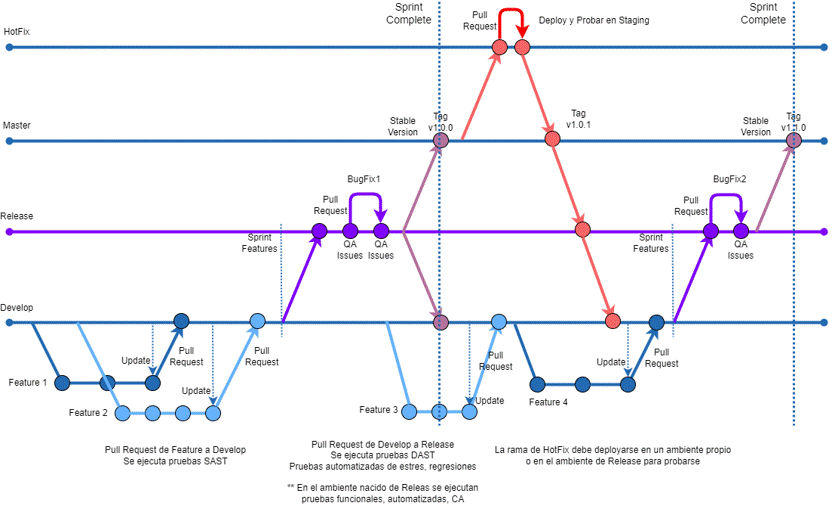 Sprint
Complete
Pull
Request
Deploy y Probar en Staging
Sprint
Complete
HotFix
Stable
Version
Tag
v1.0.0
Tag
v1.0.1
Stable
Version
Tag
v1.1.0
Master
BugFix1
Pull
Request
BugFix2
Pull
Request
Release
Sprint
Features
QA
Issues
QA
Issues
Sprint
Features
QA
Issues
Develop
Update
Pull
Request
Pull
Request
Pull
Request
Update
Pull
Request
Feature 1
Update
Feature 2
Feature 3
Update
Feature 4
Pull Request de Feature a Develop
Se ejecuta pruebas SAST
Pull Request de Develop a Release
Se ejecuta pruebas DAST
Pruebas automatizadas de estres, regresiones
** En el ambiente nacido de Releas se ejecutan
pruebas funcionales, automatizadas, CA
La rama de HotFix debe deployarse en un ambiente propio
o en el ambiente de Release para probarse